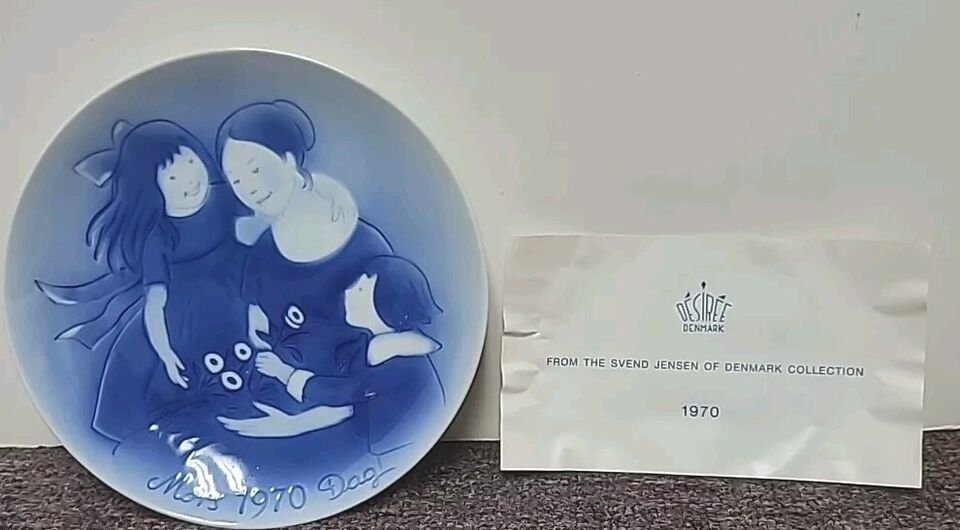 Mors 1970 Dag
DÉSIRÉE
DENMARK
FROM THE SVEND JENSEN OF DENMARK COLLECTION
1970